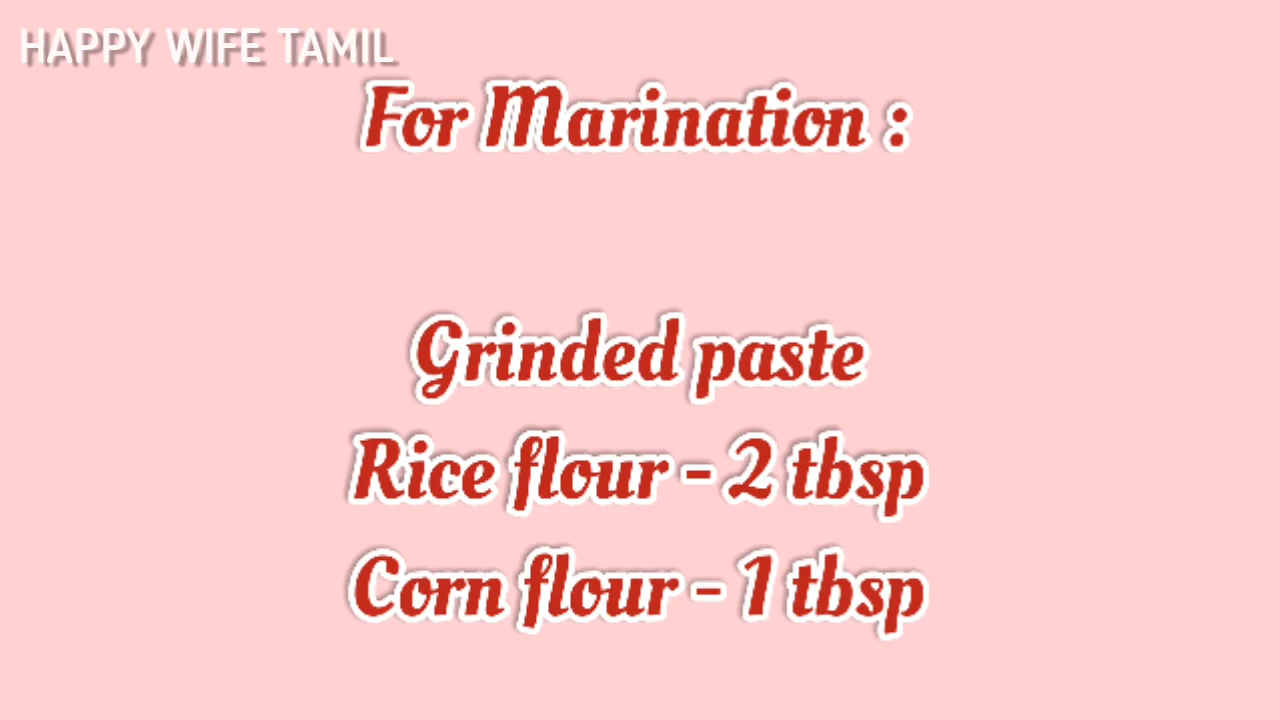 HAPPY WIFE TAMIL
For Marination :
Grinded paste
Rice flour - 2 tbsp
Corn flour - 1 tbsp